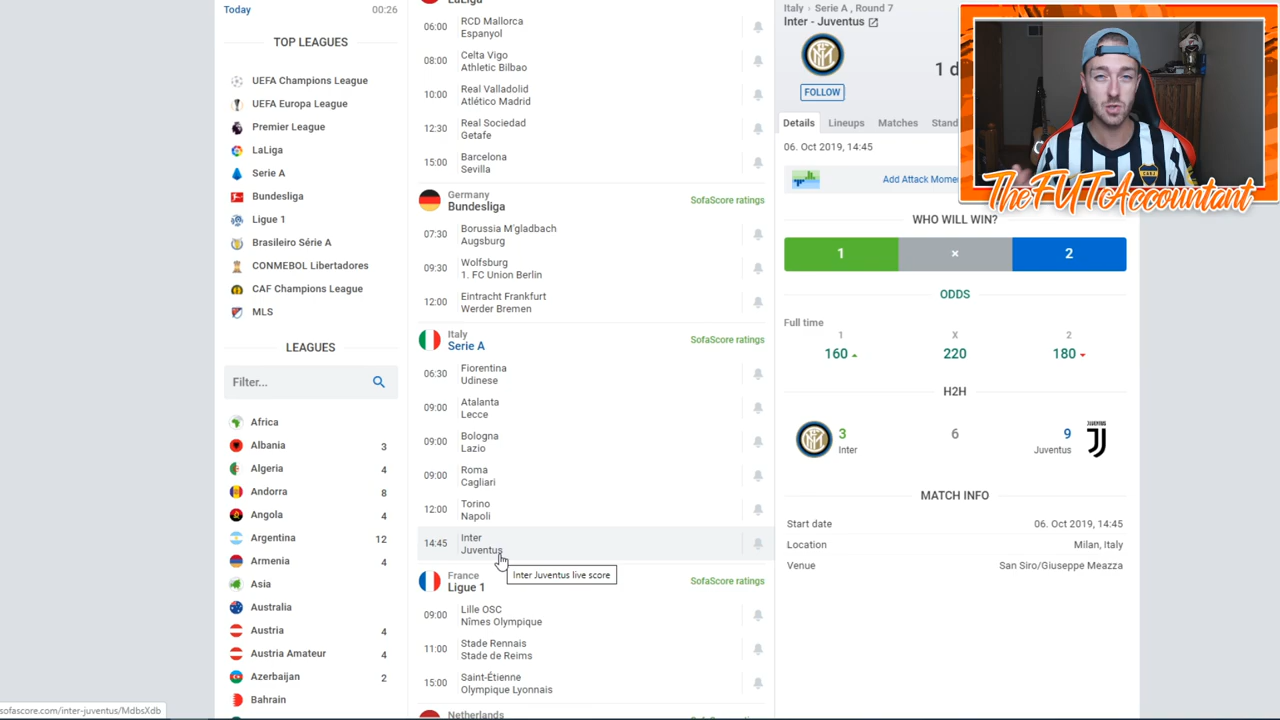 Today 00:26
TOP LEAGUES
UEFA Champions League
UEFA Europa League
Premier League
LaLiga
Serie A
Bundesliga
Ligue 1
Brasileiro Série A
CONMEBOL Libertadores
CAF Champions League
MLS
LEAGUES
Filter...
Africa
Albania 3
Algeria 4
Andorra 8
Angola 4
Argentina 12
Armenia 4
Asia
Australia
Austria 4
Austria Amateur 4
Azerbaijan 2
Bahrain
sofascore.com/inter-juventus/MdbsXdb
LaLiga
06:00 RCD Mallorca
Espanyol
08:00 Celta Vigo
Athletic Bilbao
10:00 Real Valladolid
Atlético Madrid
12:30 Real Sociedad
Getafe
15:00 Barcelona
Sevilla
Germany
Bundesliga SofaScore ratings
07:30 Borussia M'gladbach
Augsburg
09:30 Wolfsburg
1. FC Union Berlin
12:00 Eintracht Frankfurt
Werder Bremen
Italy
Serie A SofaScore ratings
06:30 Fiorentina
Udinese
09:00 Atalanta
Lecce
09:00 Bologna
Lazio
09:00 Roma
Cagliari
12:00 Torino
Napoli
14:45 Inter
Juventus
Inter Juventus live score
France
Ligue 1 SofaScore ratings
09:00 Lille OSC
Nîmes Olympique
11:00 Stade Rennais
Stade de Reims
15:00 Saint-Étienne
Olympique Lyonnais
Netherlands
Italy › Serie A , Round 7
Inter - Juventus
1 d
FOLLOW
Details Lineups Matches Stand
06. Oct 2019, 14:45
Add Attack Mome
TheFUTAccountant
WHO WILL WIN?
1 × 2
ODDS
Full time
1 X 2
160 220 180
H2H
3 6 9
Inter Juventus
MATCH INFO
Start date 06. Oct 2019, 14:45
Location Milan, Italy
Venue San Siro/Giuseppe Meazza